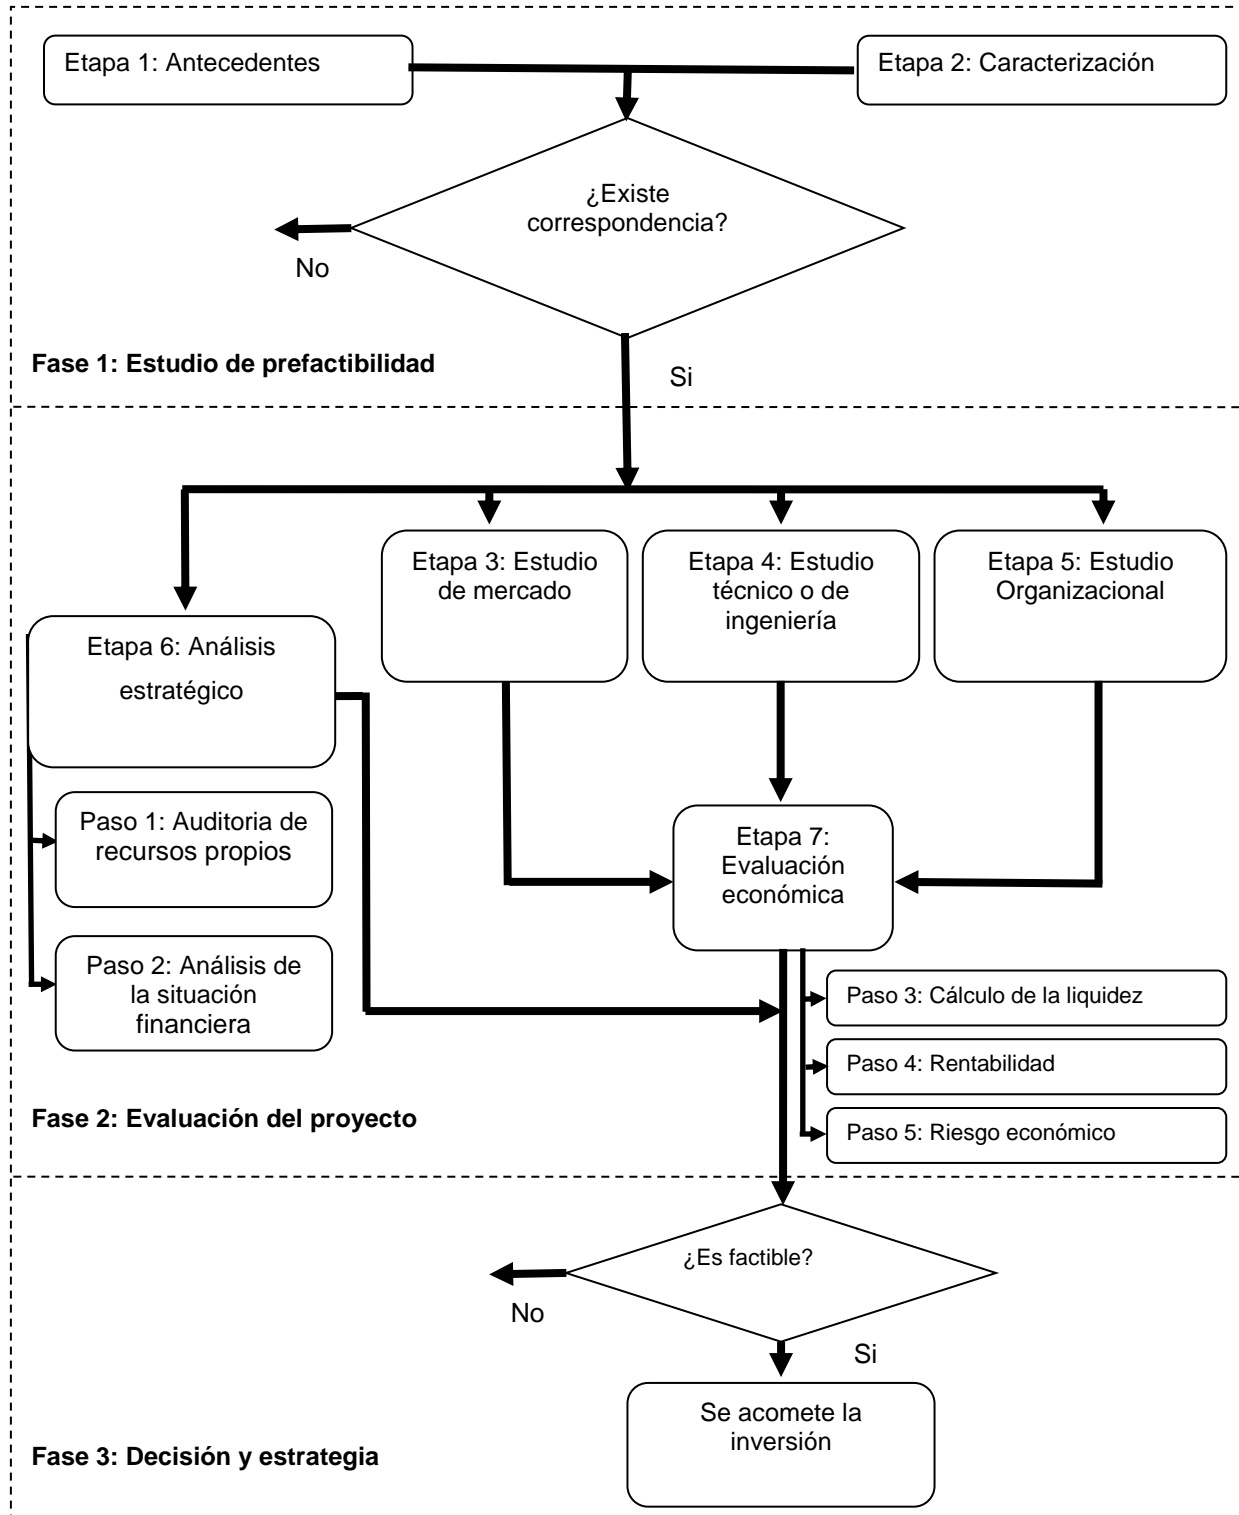 Etapa 1: Antecedentes
Etapa 2: Caracterización
¿Existe
correspondencia?
No
Fase 1: Estudio de prefactibilidad
Si
Etapa 3: Estudio
de mercado
Etapa 4: Estudio
técnico o de
ingeniería
Etapa 5: Estudio
Organizacional
Etapa 6: Análisis
estratégico
Paso 1: Auditoria de
recursos propios
Etapa 7:
Evaluación
económica
Paso 2: Análisis de
la situación
financiera
Paso 3: Cálculo de la liquidez
Paso 4: Rentabilidad
Paso 5: Riesgo económico
Fase 2: Evaluación del proyecto
¿Es factible?
No
Si
Se acomete la
inversión
Fase 3: Decisión y estrategia